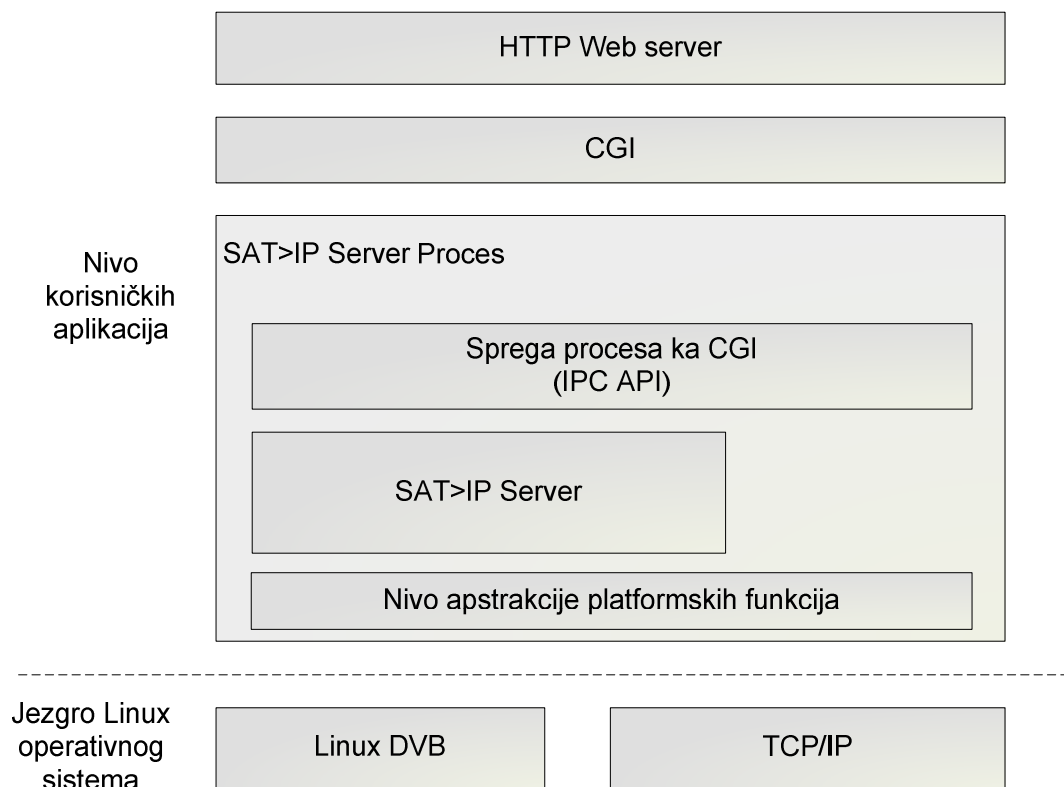 HTTP Web server
CGI
Nivo
korisničkih
aplikacija
SAT>IP Server Proces
Sprega procesa ka CGI
(IPC API)
SAT>IP Server
Nivo apstrakcije platformskih funkcija
Jezgro Linux
operativnog
sistema
Linux DVB
TCP/IP